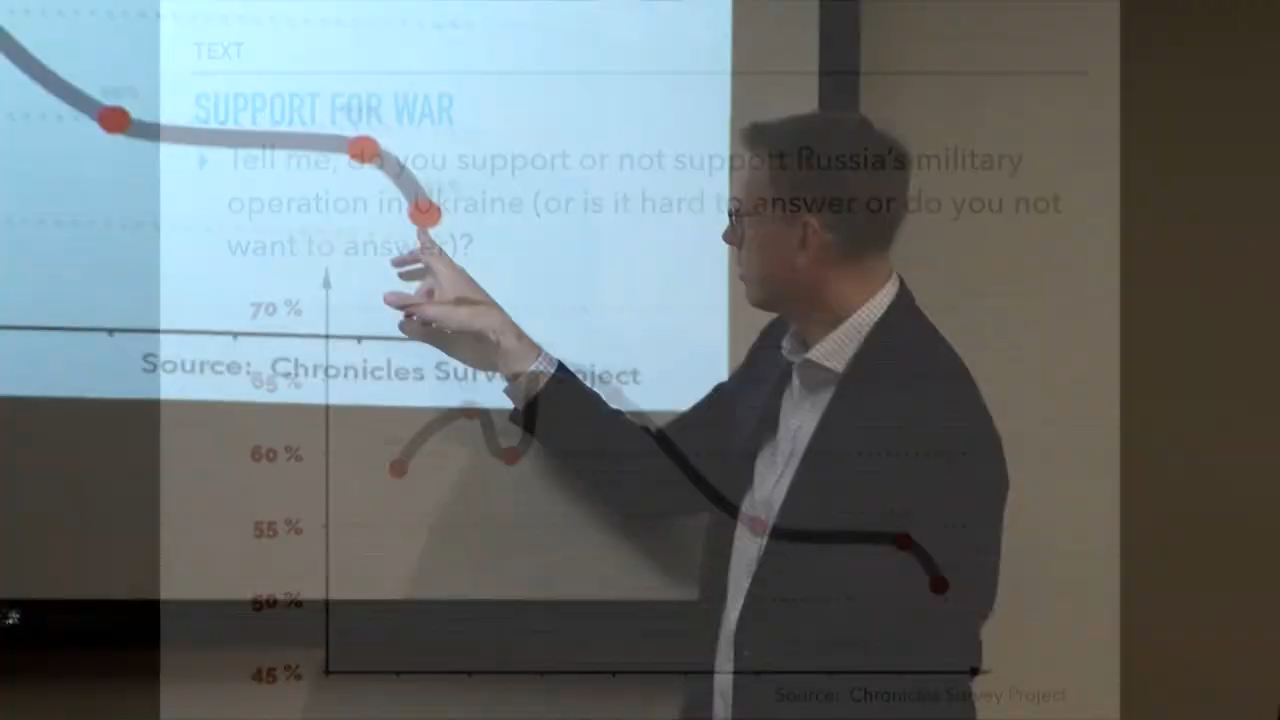 TEXT
SUPPORT FOR WAR
Tell me, do you support or not support Russia's military
operation in Ukraine (or is it hard to answer or do you not
want to answer)?
70 %
65 %
60 %
55 %
50 %
45 %
Source: Chronicles Survey Project
Source: Chronicles Survey Project